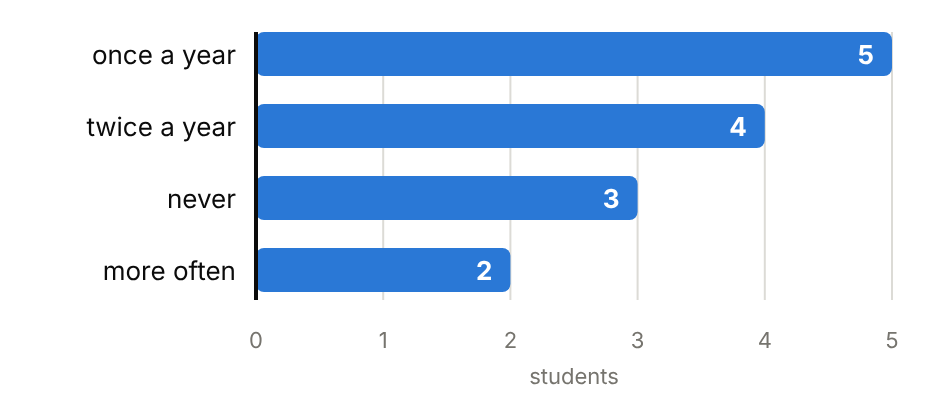 once a year 5
twice a year 4
never 3
more often 2
0 1 2 3 4 5
students